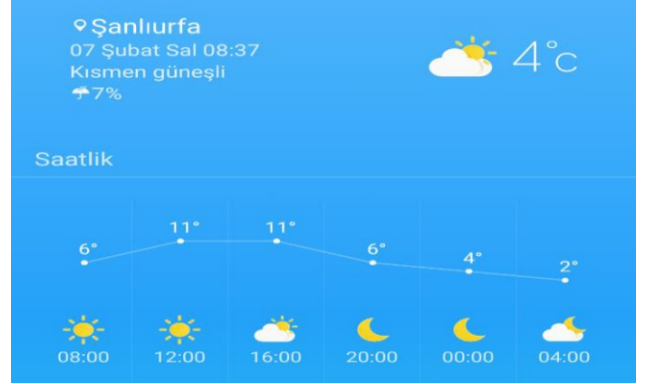 Şanlıurfa
07 Şubat Sal 08:37
Kısmen güneşli
7%
4°c
Saatlik
6° 11° 11° 6° 4° 2°
08:00 12:00 16:00 20:00 00:00 04:00